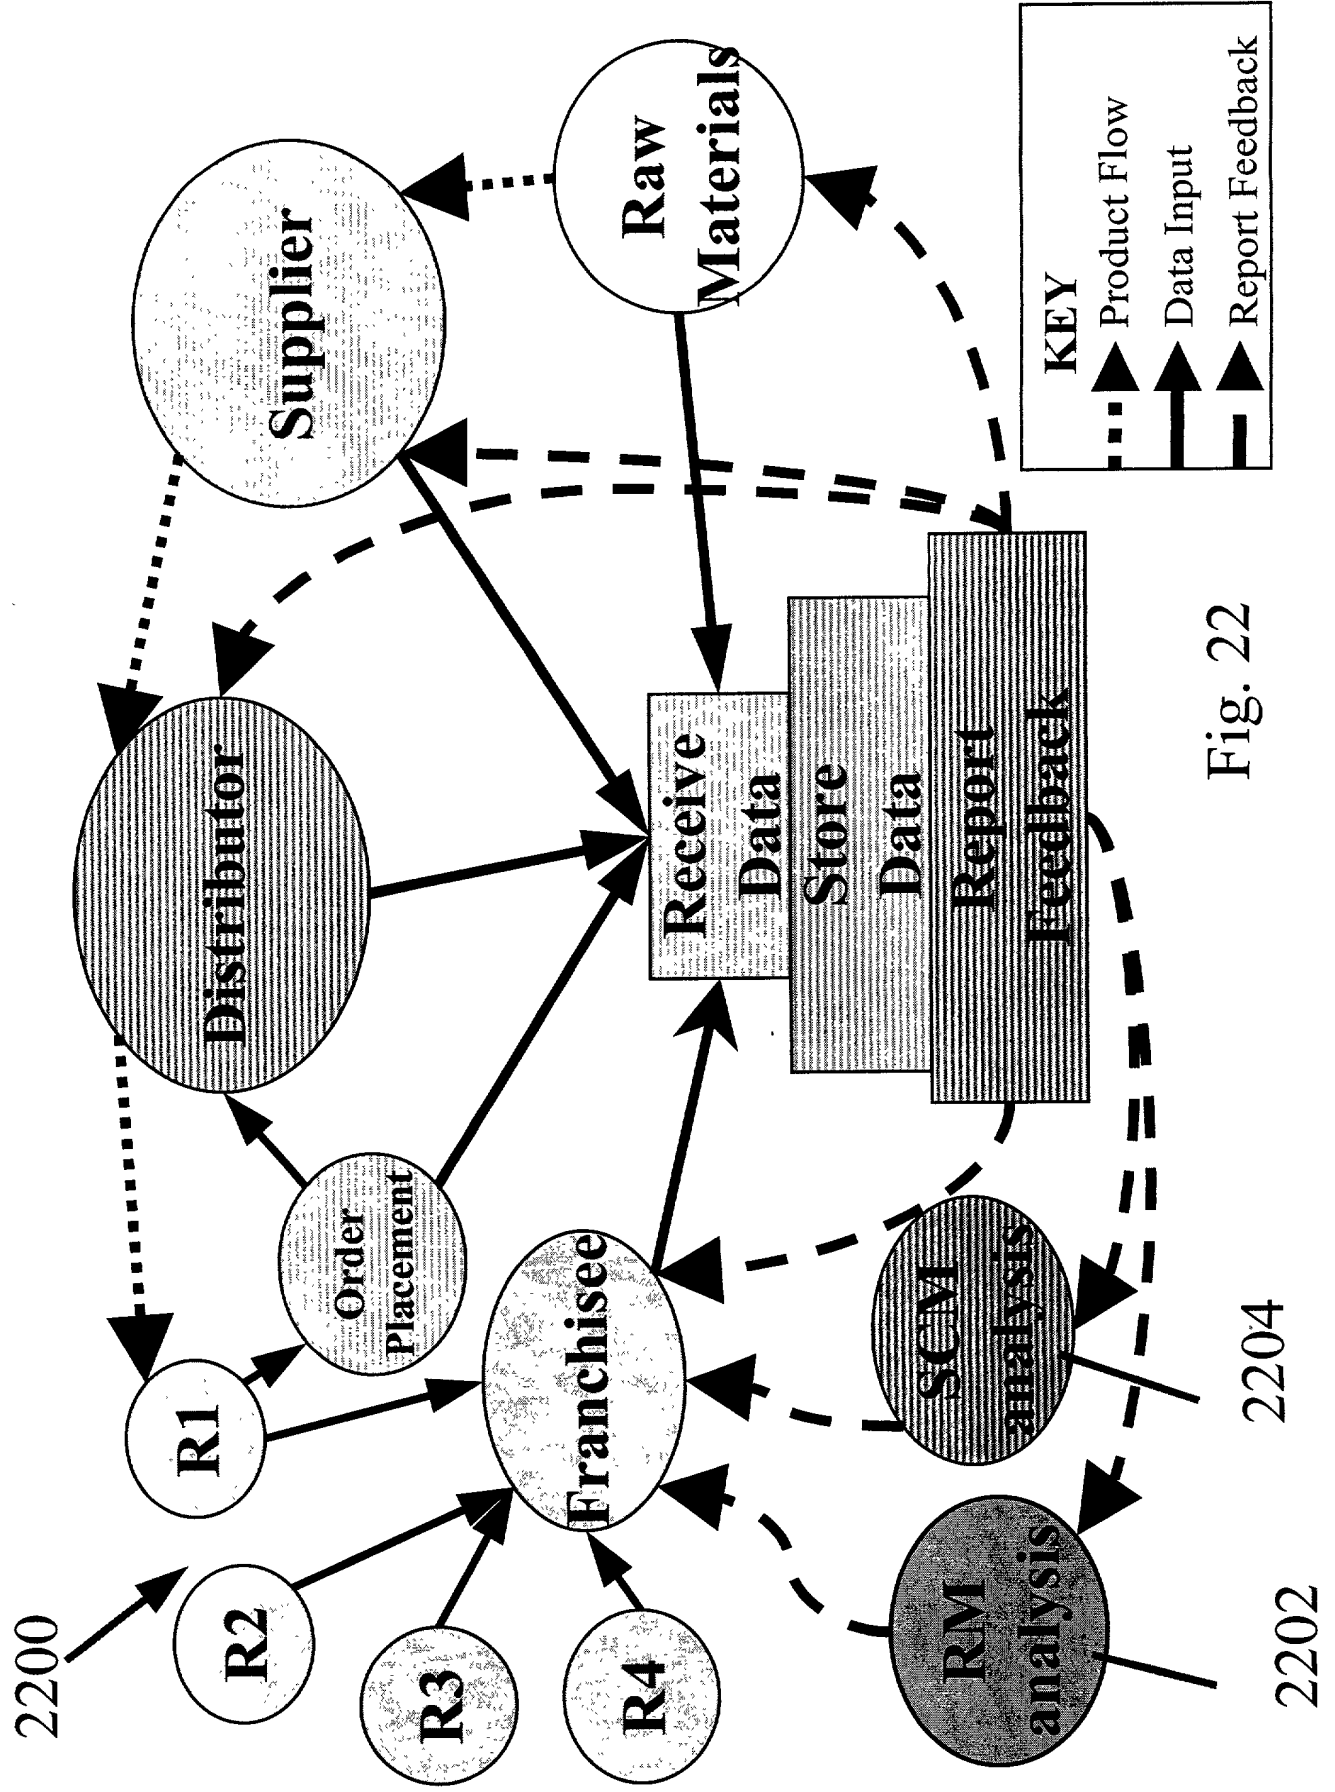 2200
R1
Distributor
R2
Supplier
Order
Placement
R3
Franchisee
R4
Raw
Materials
Receive
Data
Store
Data
Report
Feedback
RM
analysis
SCM
analysis
KEY
Product Flow
Data Input
Report Feedback
2202
2204
Fig. 22